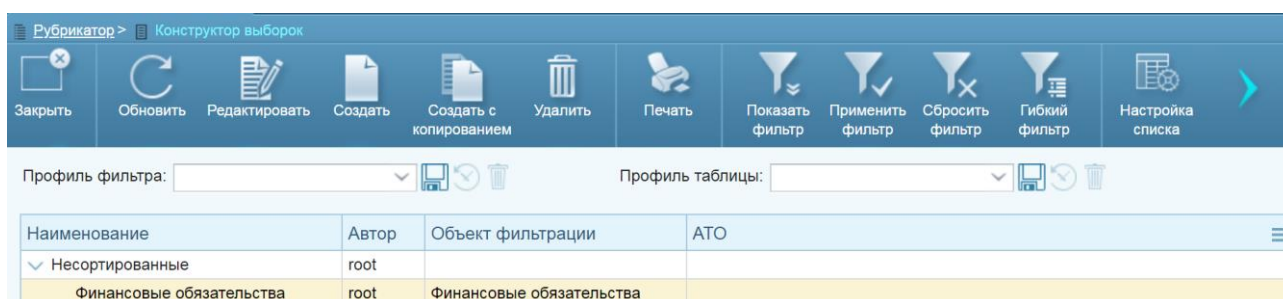 Рубрикатор > Конструктор выборок
Закрыть Обновить Редактировать Создать Создать с копированием Удалить Печать Показать фильтр Применить фильтр Сбросить фильтр Гибкий фильтр Настройка списка
Профиль фильтра: Профиль таблицы:
Наименование Автор Объект фильтрации АТО
Несортированные root
Финансовые обязательства root Финансовые обязательства